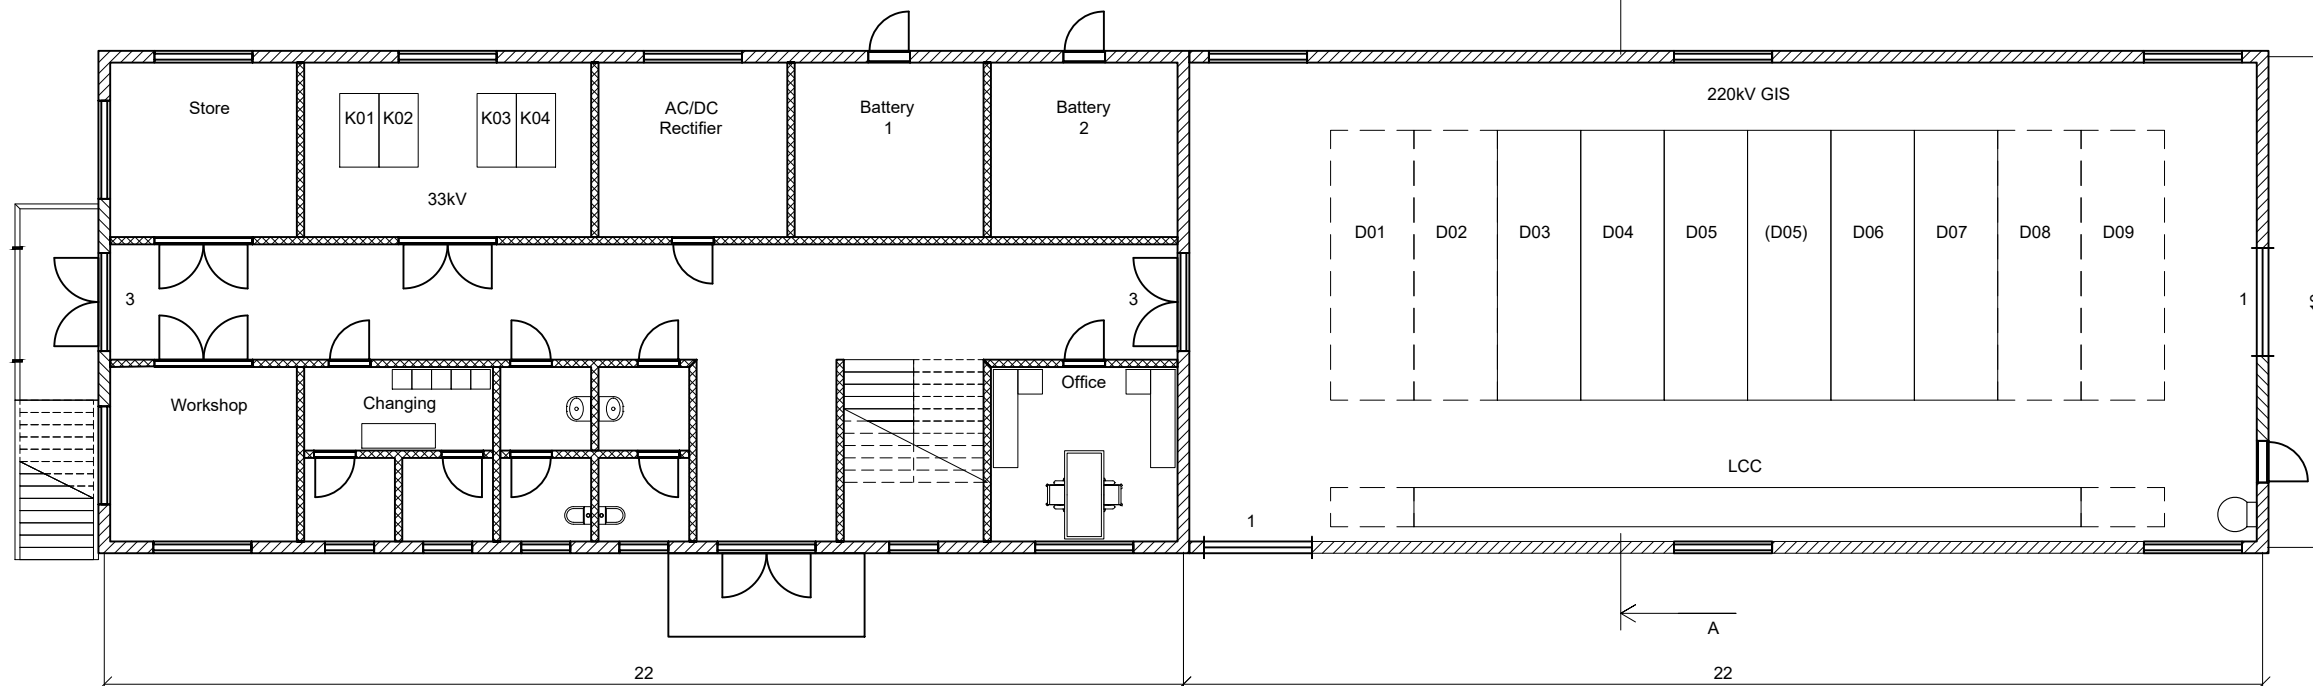 Store
K01 K02 K03 K04
33kV
AC/DC
Rectifier
Battery
1
Battery
2
220kV GIS
D01 D02 D03 D04 D05 (D05) D06 D07 D08 D09
3
3
1
Workshop
Changing
Office
LCC
1
A
22
22